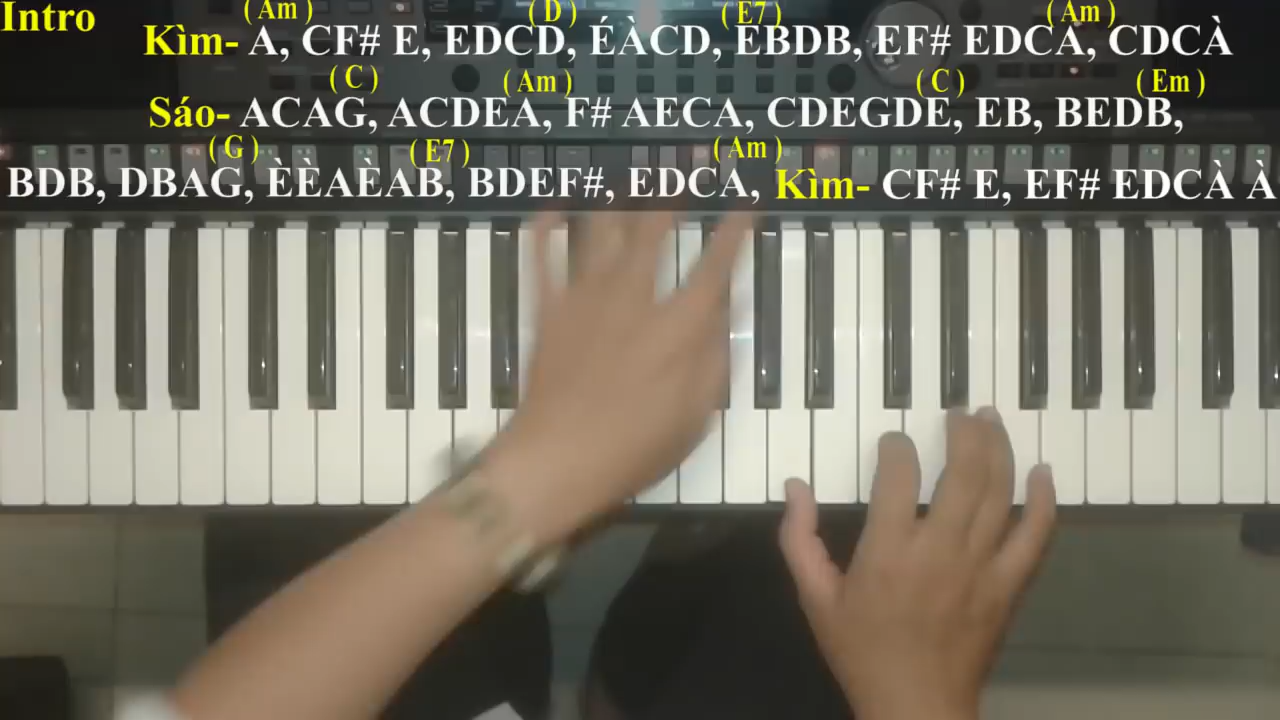 Intro
( Am ) ( D ) ( E7 ) ( Am )
Kìm- A, CF# E, EDCD, ÉÀCD, EBDB, EF# EDCA, CDCÀ
( C ) ( Am ) ( C ) ( Em )
Sáo- ACAG, ACDEA, F# AECA, CDEGDE, EB, BEDB,
( G ) ( E7 ) ( Am )
BDB, DBAG, ÈÈAÈAB, BDEF#, EDCA, Kìm- CF# E, EF# EDCÀ À